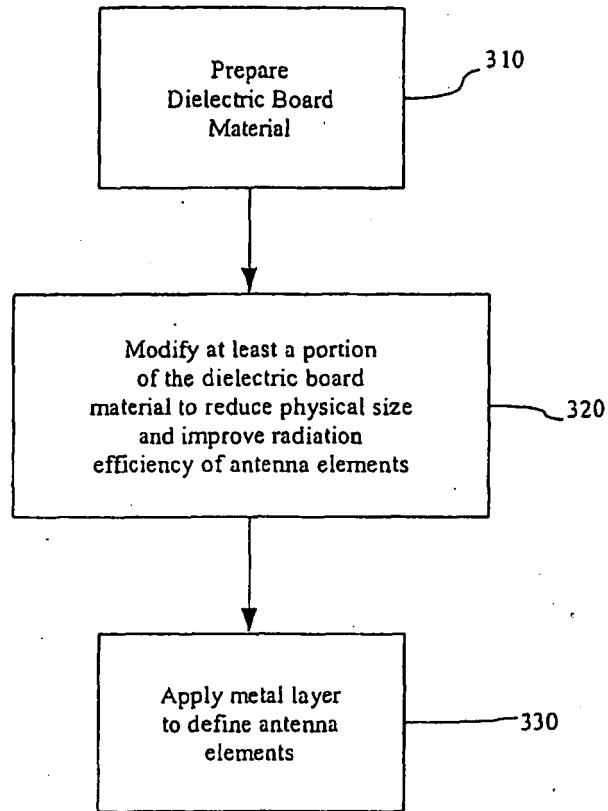 Prepare
Dielectric Board
Material
310
Modify at least a portion
of the dielectric board
material to reduce physical size
and improve radiation
efficiency of antenna elements
320
Apply metal layer
to define antenna
elements
330